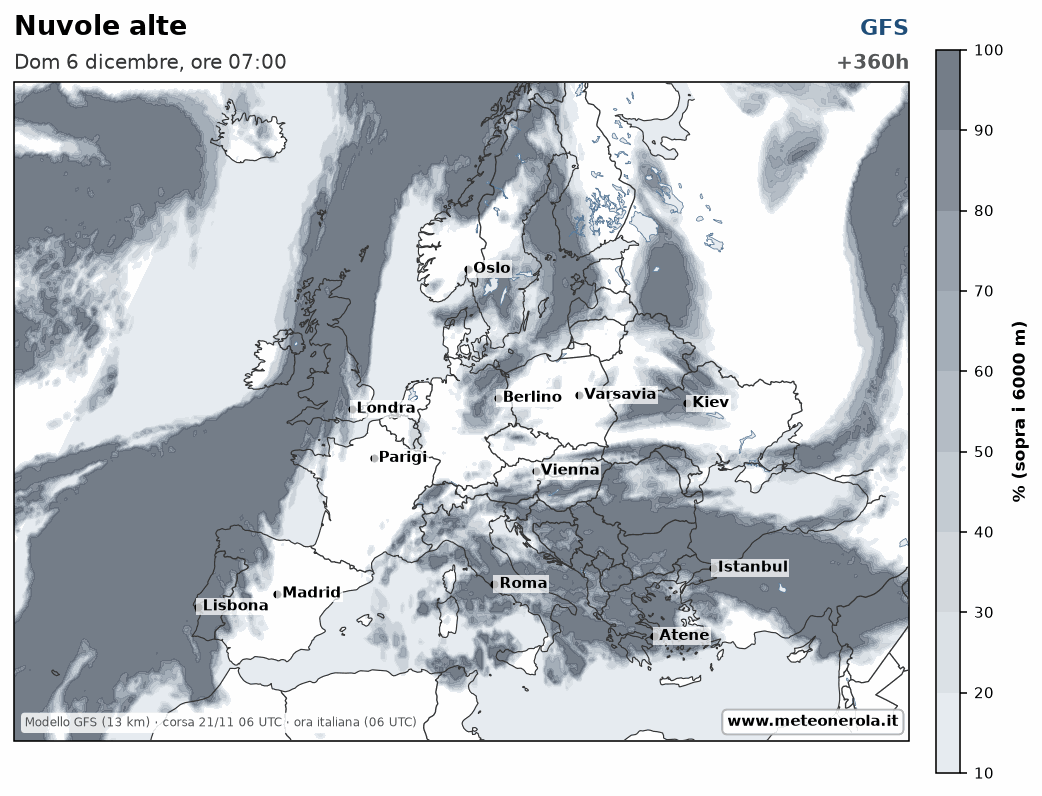 Nuvole alte
GFS
Dom 6 dicembre, ore 07:00
+360h
100
90
80
70
60
50
40
30
20
10
% (sopra i 6000 m)
Oslo
Londra
Berlino
Varsavia
Kiev
Parigi
Vienna
Istanbul
Roma
Madrid
Lisbona
Atene
Modello GFS (13 km) · corsa 21/11 06 UTC · ora italiana (06 UTC)
www.meteonerola.it